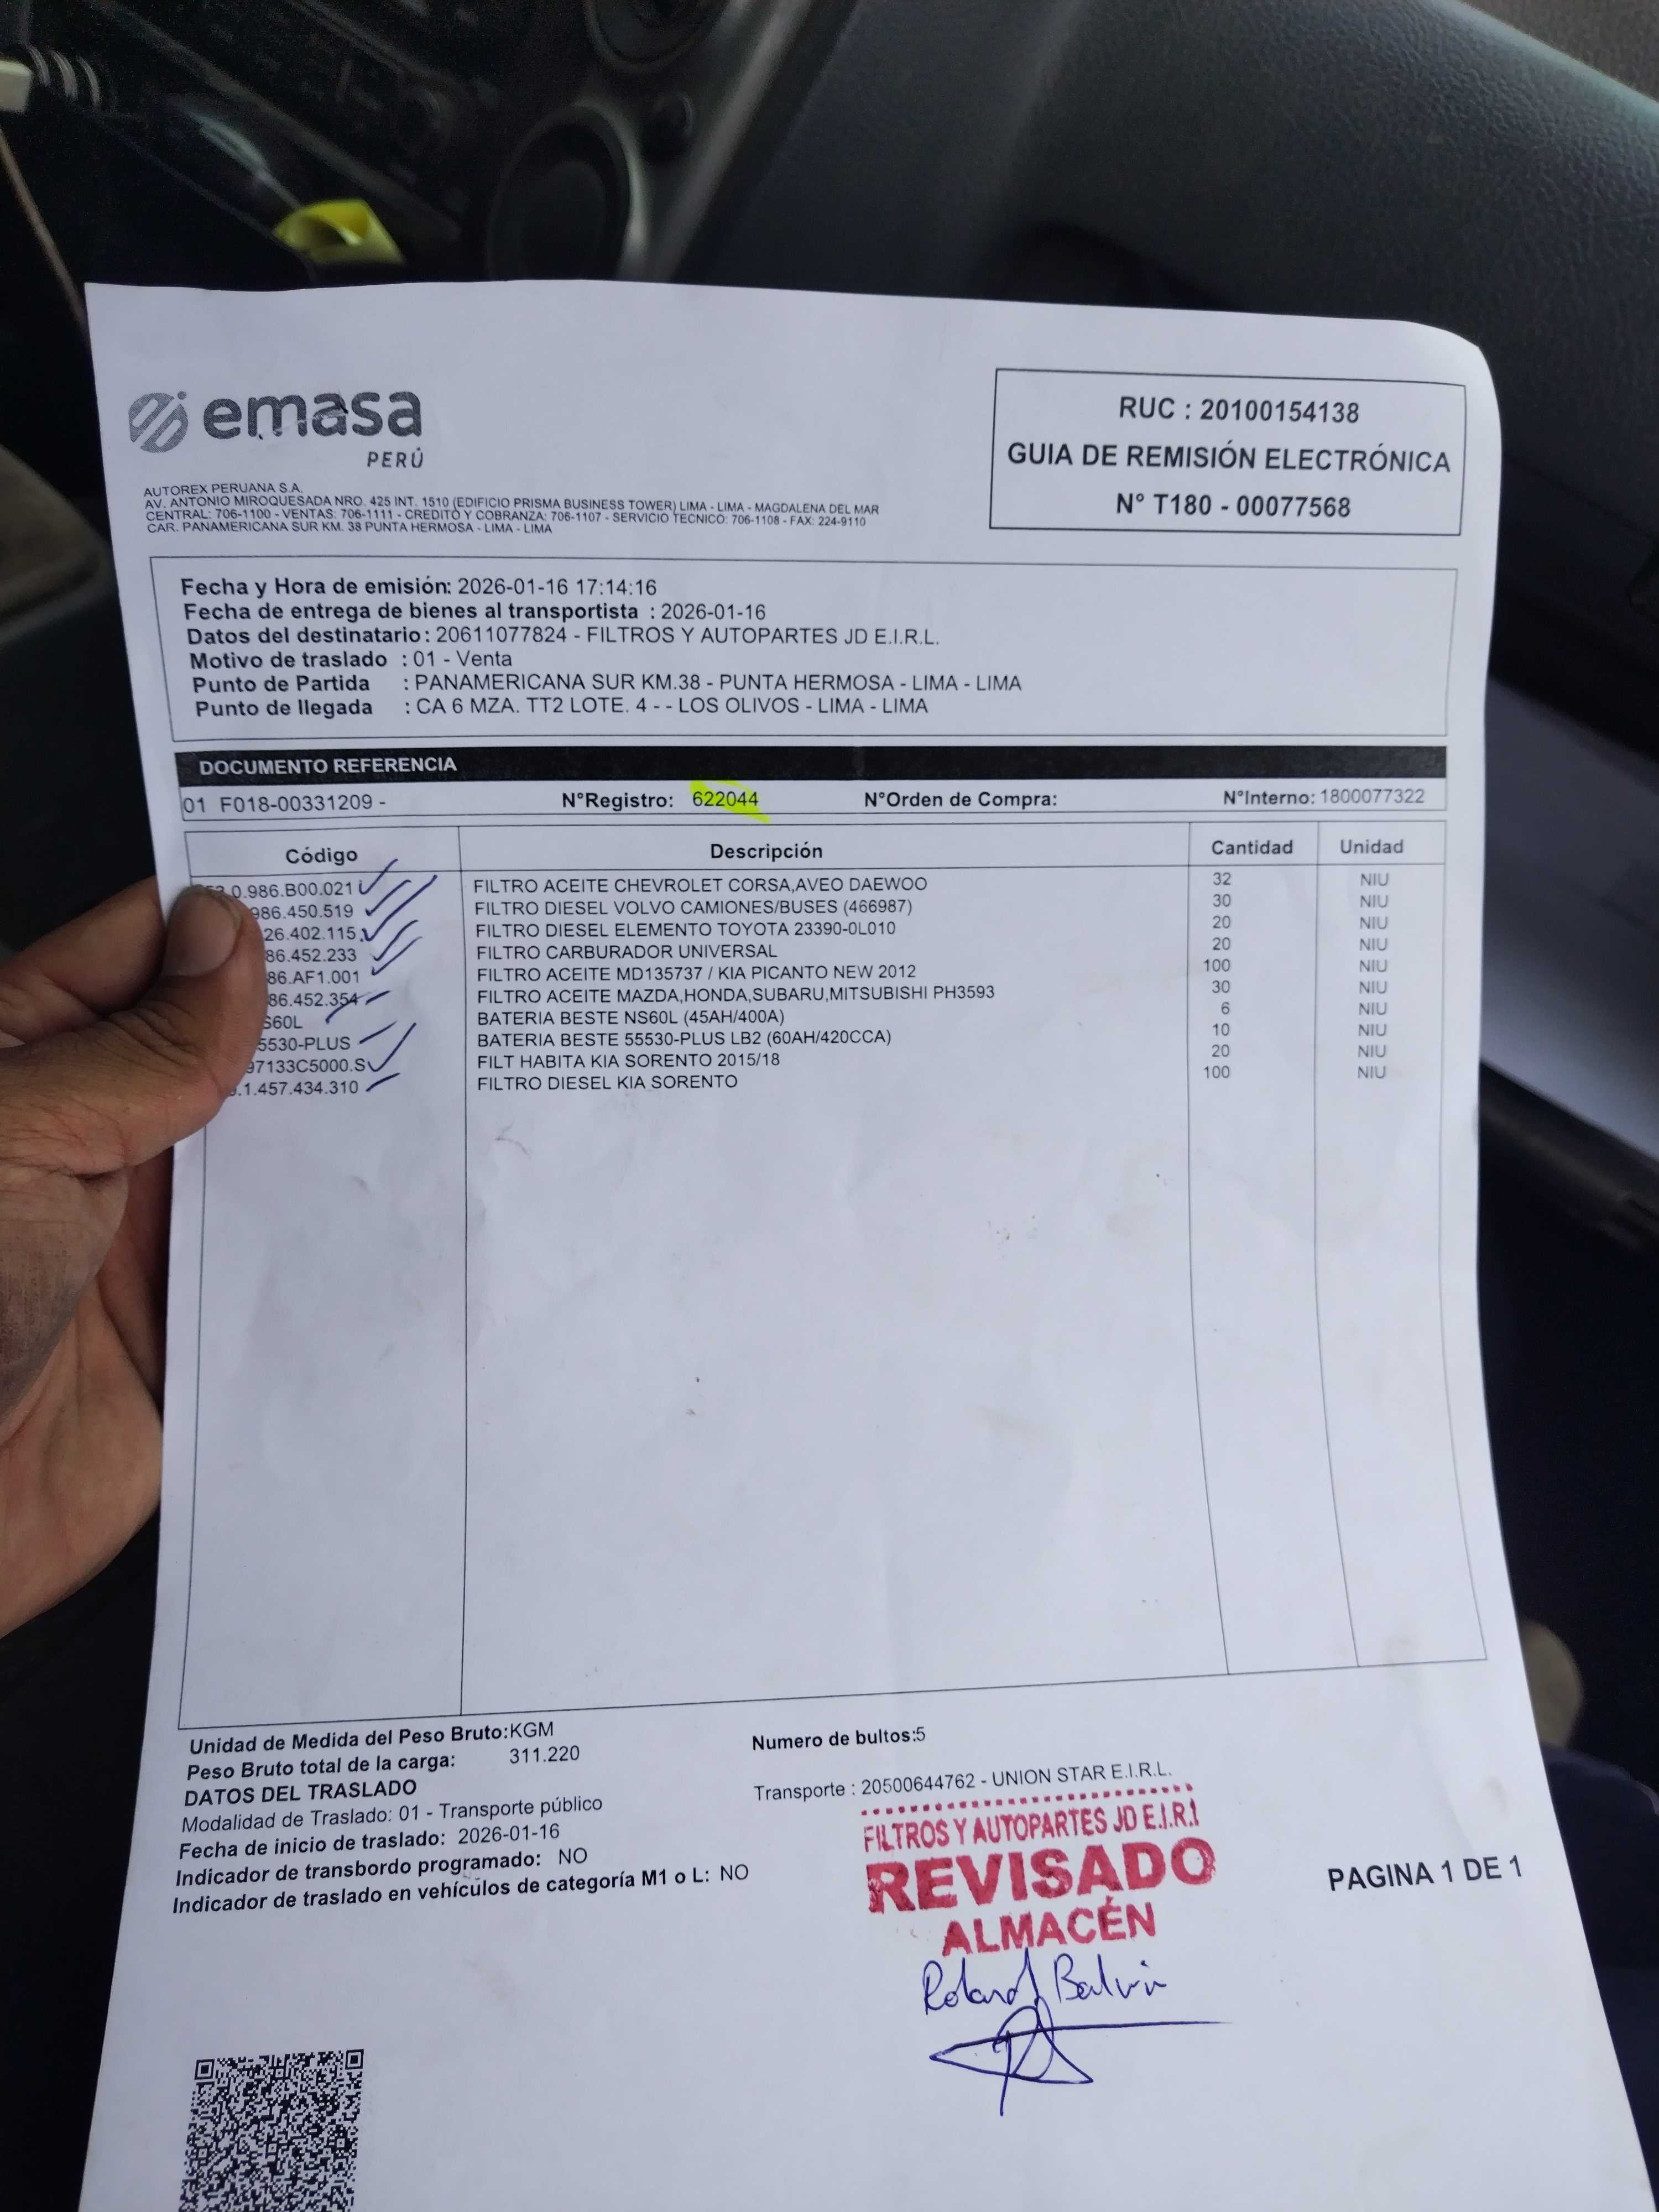 emasa
PERÚ
AUTOREX PERUANA S.A.
AV. ANTONIO MIROQUESADA NRO. 425 INT. 1510 (EDIFICIO PRISMA BUSINESS TOWER) LIMA - LIMA - MAGDALENA DEL MAR
CENTRAL: 706-1100 - VENTAS: 706-1111 - CREDITO Y COBRANZA: 706-1107 - SERVICIO TECNICO: 706-1108 - FAX: 224-9110
CAR. PANAMERICANA SUR KM. 38 PUNTA HERMOSA - LIMA - LIMA
RUC : 20100154138
GUIA DE REMISIÓN ELECTRÓNICA
N° T180 - 00077568
Fecha y Hora de emisión: 2026-01-16 17:14:16
Fecha de entrega de bienes al transportista : 2026-01-16
Datos del destinatario: 20611077824 - FILTROS Y AUTOPARTES JD E.I.R.L.
Motivo de traslado : 01 - Venta
Punto de Partida : PANAMERICANA SUR KM.38 - PUNTA HERMOSA - LIMA - LIMA
Punto de llegada : CA 6 MZA. TT2 LOTE. 4 - - LOS OLIVOS - LIMA - LIMA
DOCUMENTO REFERENCIA
01 F018-00331209 - N°Registro: 622044 N°Orden de Compra: N°Interno: 1800077322
Código Descripción Cantidad Unidad
0.986.B00.021 FILTRO ACEITE CHEVROLET CORSA,AVEO DAEWOO 32 NIU
986.450.519 FILTRO DIESEL VOLVO CAMIONES/BUSES (466987) 30 NIU
26.402.115 FILTRO DIESEL ELEMENTO TOYOTA 23390-0L010 20 NIU
86.452.233 FILTRO CARBURADOR UNIVERSAL 20 NIU
86.AF1.001 FILTRO ACEITE MD135737 / KIA PICANTO NEW 2012 100 NIU
86.452.354 FILTRO ACEITE MAZDA,HONDA,SUBARU,MITSUBISHI PH3593 30 NIU
S60L BATERIA BESTE NS60L (45AH/400A) 6 NIU
5530-PLUS BATERIA BESTE 55530-PLUS LB2 (60AH/420CCA) 10 NIU
97133C5000.S FILT HABITA KIA SORENTO 2015/18 20 NIU
.1.457.434.310 FILTRO DIESEL KIA SORENTO 100 NIU
Unidad de Medida del Peso Bruto:KGM
Peso Bruto total de la carga: 311.220
Numero de bultos:5
DATOS DEL TRASLADO
Transporte : 20500644762 - UNION STAR E.I.R.L.
Modalidad de Traslado: 01 - Transporte público
Fecha de inicio de traslado: 2026-01-16
Indicador de transbordo programado: NO
Indicador de traslado en vehículos de categoría M1 o L: NO
FILTROS Y AUTOPARTES JD E.I.R.L
REVISADO
ALMACÉN
PAGINA 1 DE 1